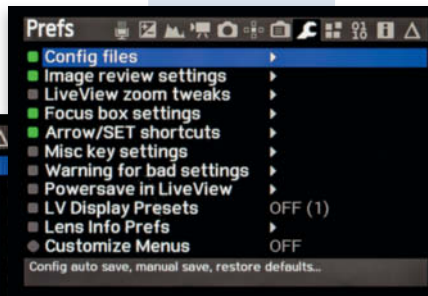 Prefs
Config files
Image review settings
LiveView zoom tweaks
Focus box settings
Arrow/SET shortcuts
Misc key settings
Warning for bad settings
Powersave in LiveView
LV Display Presets OFF (1)
Lens Info Prefs
Customize Menus OFF
Config auto save, manual save, restore defaults...